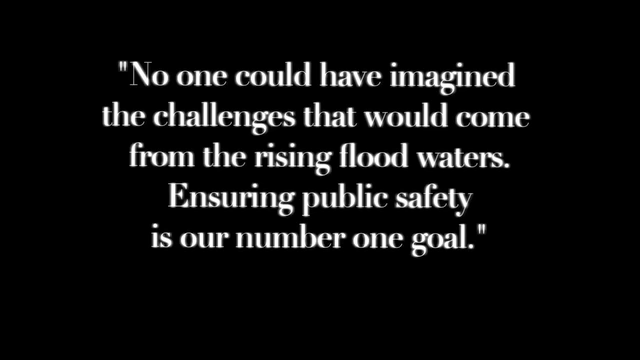 "No one could have imagined
the challenges that would come
from the rising flood waters.
Ensuring public safety
is our number one goal."